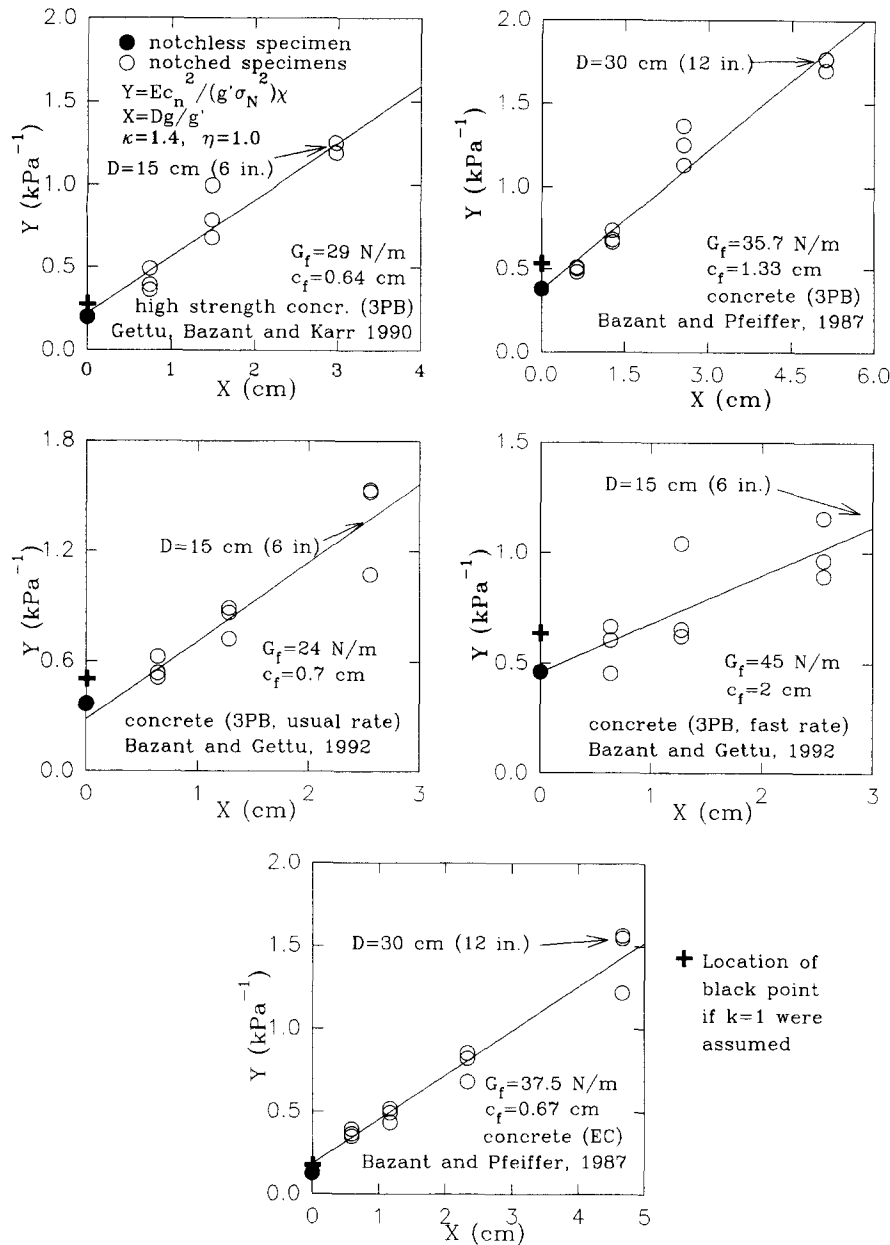 2.0
1.5
1.0
0.5
0.0
Y (kPa⁻¹)
● notchless specimen
○ notched specimens
Y=Ec_n²/(g'σ_N²)χ
X=Dg/g'
κ=1.4, η=1.0
D=15 cm (6 in.)
G_f=29 N/m
c_f=0.64 cm
high strength concr. (3PB)
Gettu, Bazant and Karr 1990
0 1 2 3 4
X (cm)
2.0
1.5
1.0
0.5
0.0
Y (kPa⁻¹)
D=30 cm (12 in.)
G_f=35.7 N/m
c_f=1.33 cm
concrete (3PB)
Bazant and Pfeiffer, 1987
0.0 1.5 3.0 4.5 6.0
X (cm)
1.8
1.2
0.6
0.0
Y (kPa⁻¹)
D=15 cm (6 in)
G_f=24 N/m
c_f=0.7 cm
concrete (3PB, usual rate)
Bazant and Gettu, 1992
0 1 2 3
X (cm)
1.5
1.0
0.5
0.0
Y (kPa⁻¹)
D=15 cm (6 in.)
G_f=45 N/m
c_f=2 cm
concrete (3PB, fast rate)
Bazant and Gettu, 1992
0 1 2 3
X (cm)
2.0
1.5
1.0
0.5
0.0
Y (kPa⁻¹)
D=30 cm (12 in.)
G_f=37.5 N/m
c_f=0.67 cm
concrete (EC)
Bazant and Pfeiffer, 1987
0 1 2 3 4 5
X (cm)
+ Location of
black point
if k=1 were
assumed